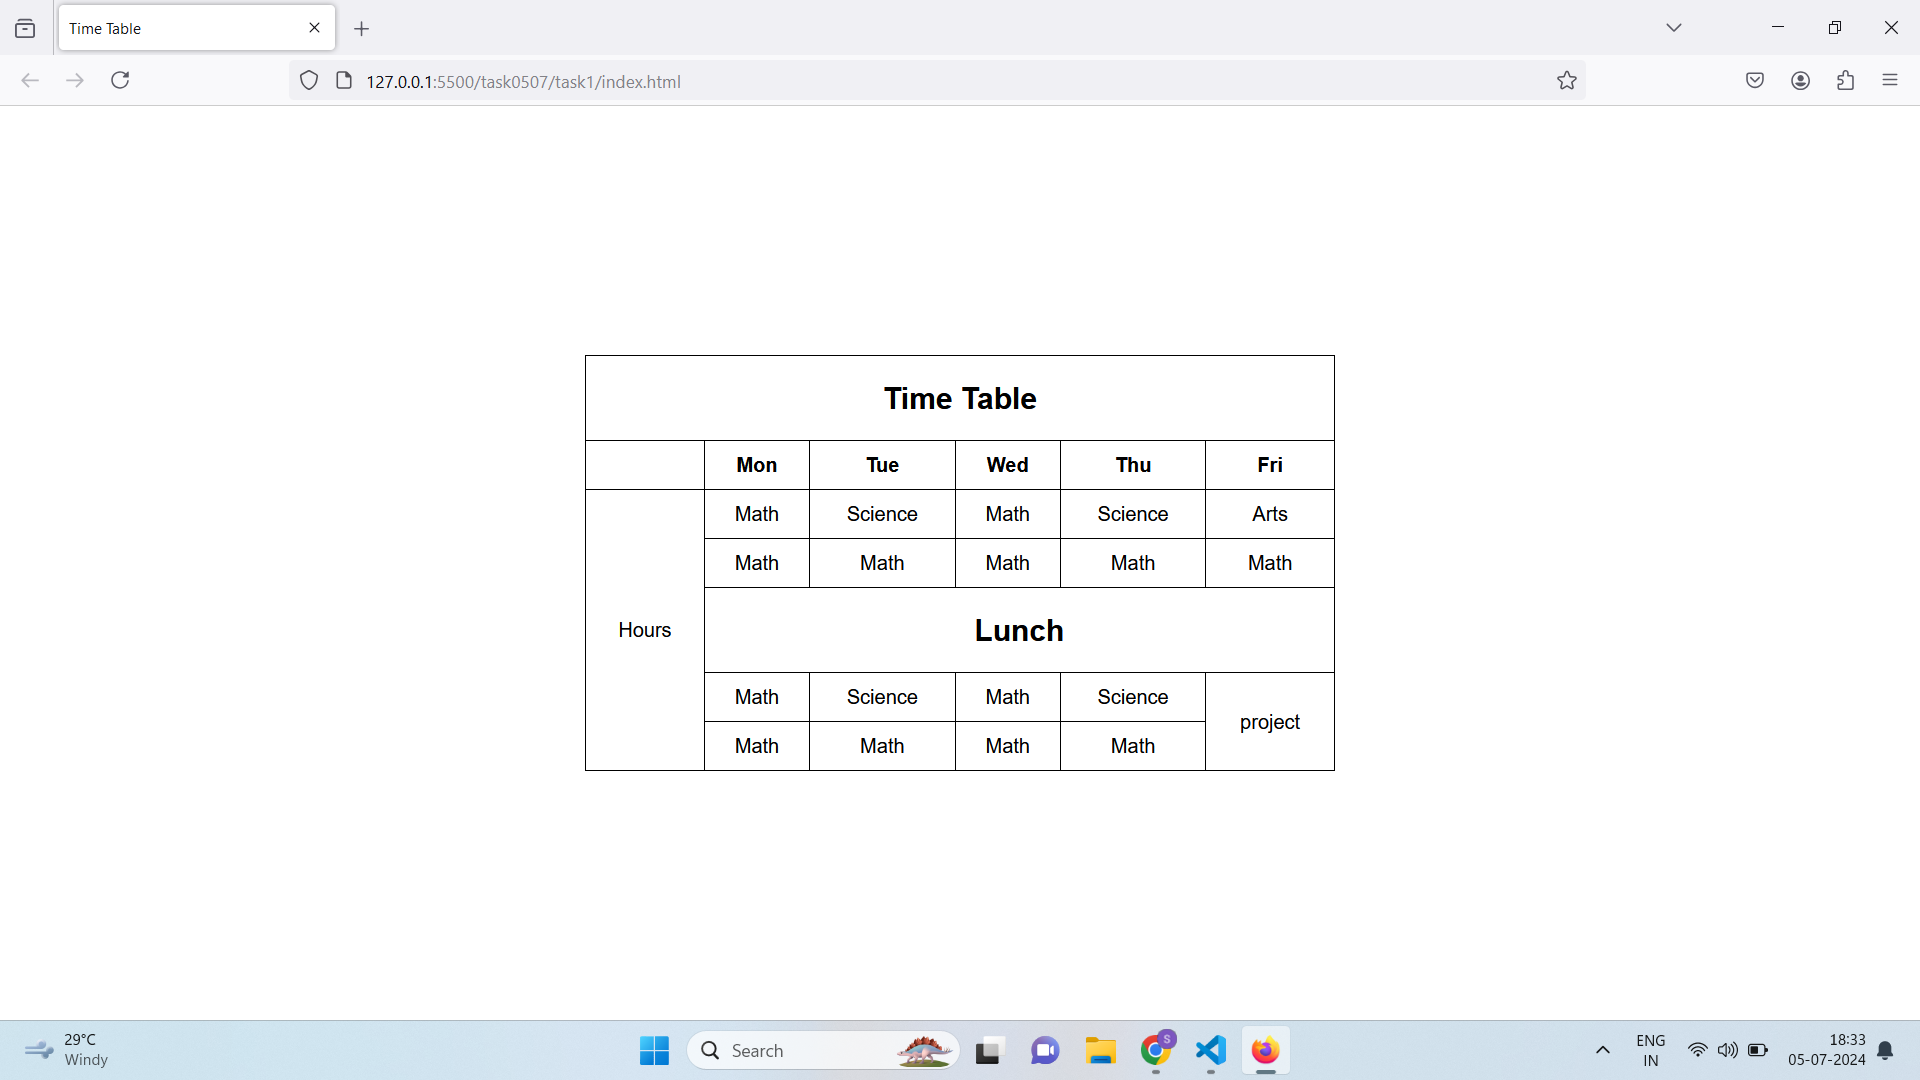 Time Table
127.0.0.1:5500/task0507/task1/index.html
Time Table
Mon Tue Wed Thu Fri
Math Science Math Science Arts
Math Math Math Math Math
Hours Lunch
Math Science Math Science
project
Math Math Math Math
29°C
Windy
Search
S
ENG
IN
18:33
05-07-2024